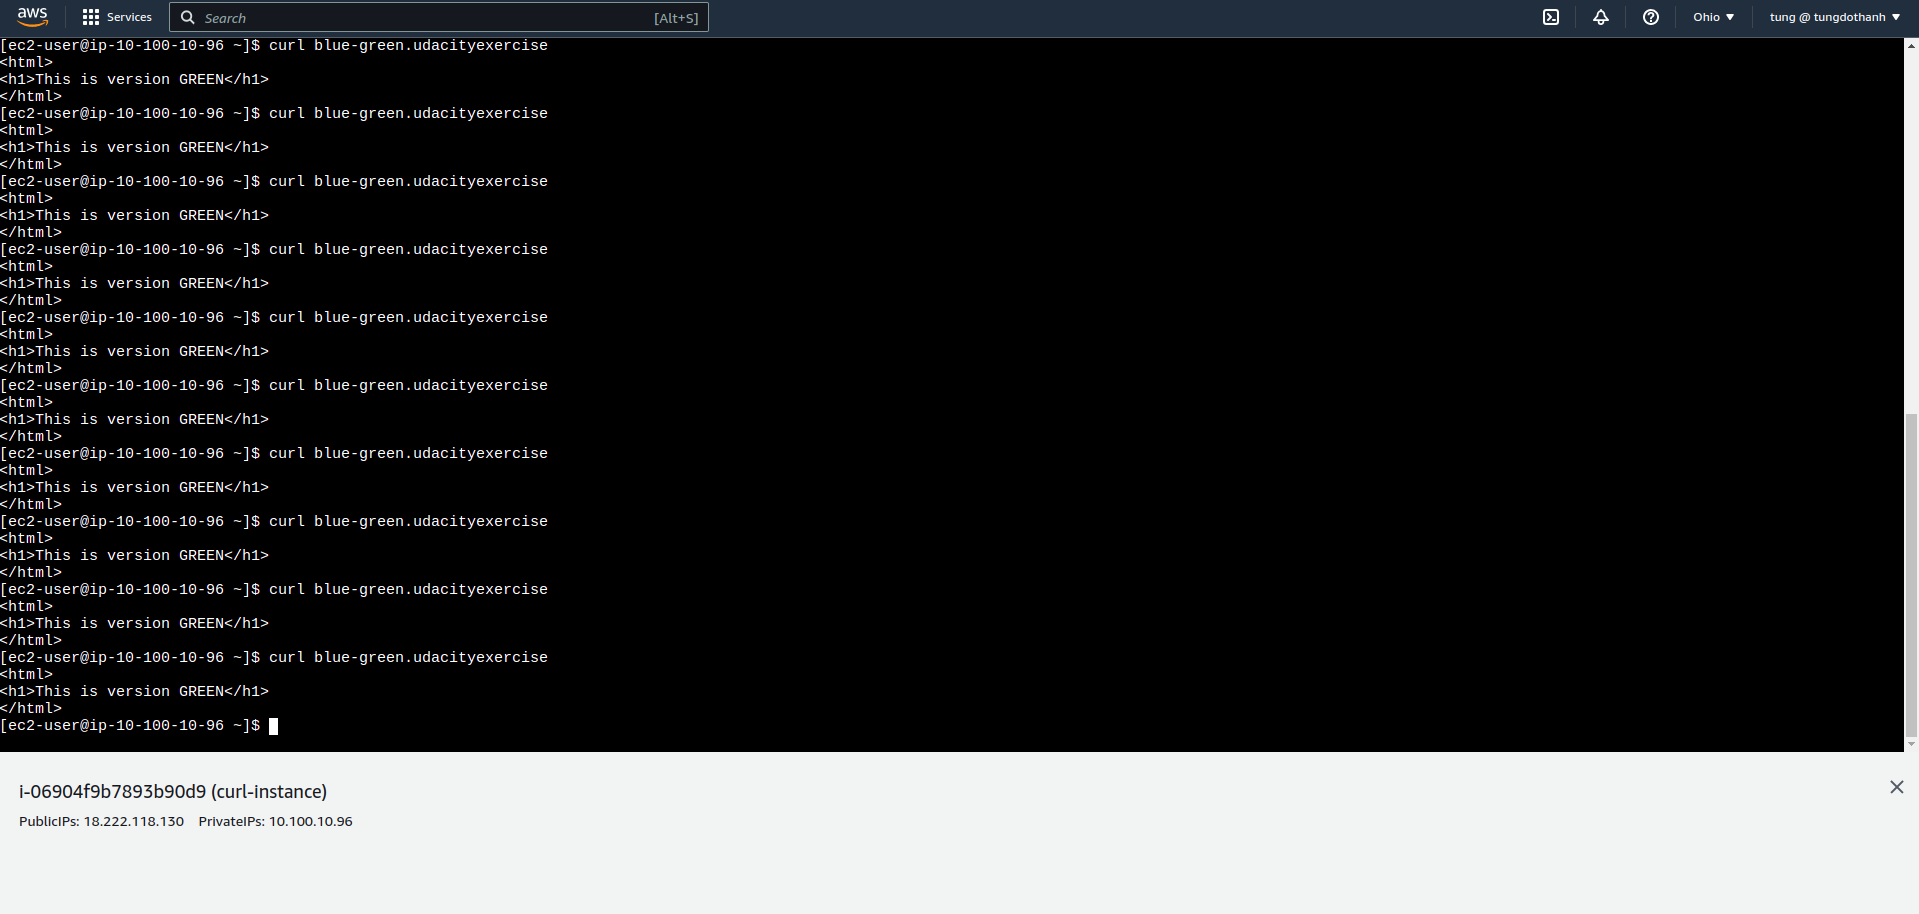 aws Services Search [Alt+S] Ohio tung @ tungdothanh
[ec2-user@ip-10-100-10-96 ~]$ curl blue-green.udacityexercise
<html>
<h1>This is version GREEN</h1>
</html>
[ec2-user@ip-10-100-10-96 ~]$ curl blue-green.udacityexercise
<html>
<h1>This is version GREEN</h1>
</html>
[ec2-user@ip-10-100-10-96 ~]$ curl blue-green.udacityexercise
<html>
<h1>This is version GREEN</h1>
</html>
[ec2-user@ip-10-100-10-96 ~]$ curl blue-green.udacityexercise
<html>
<h1>This is version GREEN</h1>
</html>
[ec2-user@ip-10-100-10-96 ~]$ curl blue-green.udacityexercise
<html>
<h1>This is version GREEN</h1>
</html>
[ec2-user@ip-10-100-10-96 ~]$ curl blue-green.udacityexercise
<html>
<h1>This is version GREEN</h1>
</html>
[ec2-user@ip-10-100-10-96 ~]$ curl blue-green.udacityexercise
<html>
<h1>This is version GREEN</h1>
</html>
[ec2-user@ip-10-100-10-96 ~]$ curl blue-green.udacityexercise
<html>
<h1>This is version GREEN</h1>
</html>
[ec2-user@ip-10-100-10-96 ~]$ curl blue-green.udacityexercise
<html>
<h1>This is version GREEN</h1>
</html>
[ec2-user@ip-10-100-10-96 ~]$ curl blue-green.udacityexercise
<html>
<h1>This is version GREEN</h1>
</html>
[ec2-user@ip-10-100-10-96 ~]$
i-06904f9b7893b90d9 (curl-instance)
PublicIPs: 18.222.118.130 PrivateIPs: 10.100.10.96